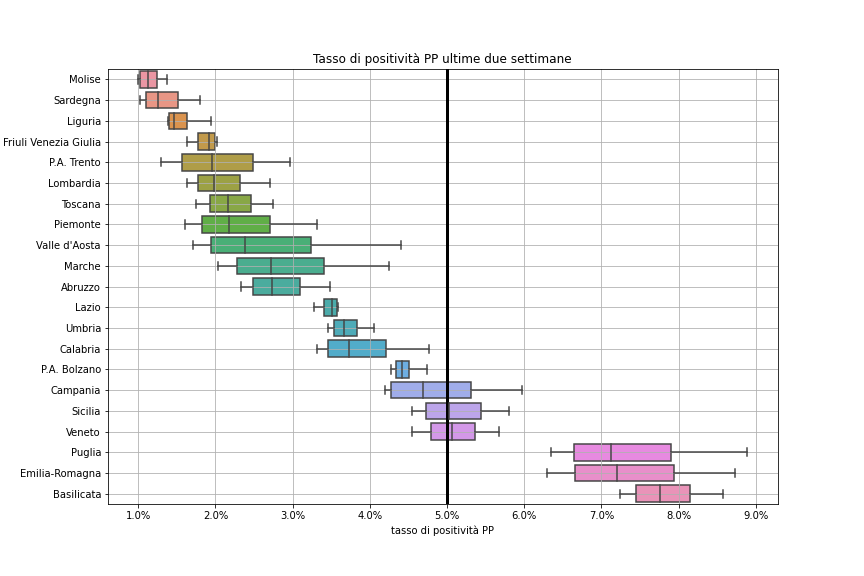 Tasso di positività PP ultime due settimane
Molise
Sardegna
Liguria
Friuli Venezia Giulia
P.A. Trento
Lombardia
Toscana
Piemonte
Valle d'Aosta
Marche
Abruzzo
Lazio
Umbria
Calabria
P.A. Bolzano
Campania
Sicilia
Veneto
Puglia
Emilia-Romagna
Basilicata
1.0% 2.0% 3.0% 4.0% 5.0% 6.0% 7.0% 8.0% 9.0%
tasso di positività PP